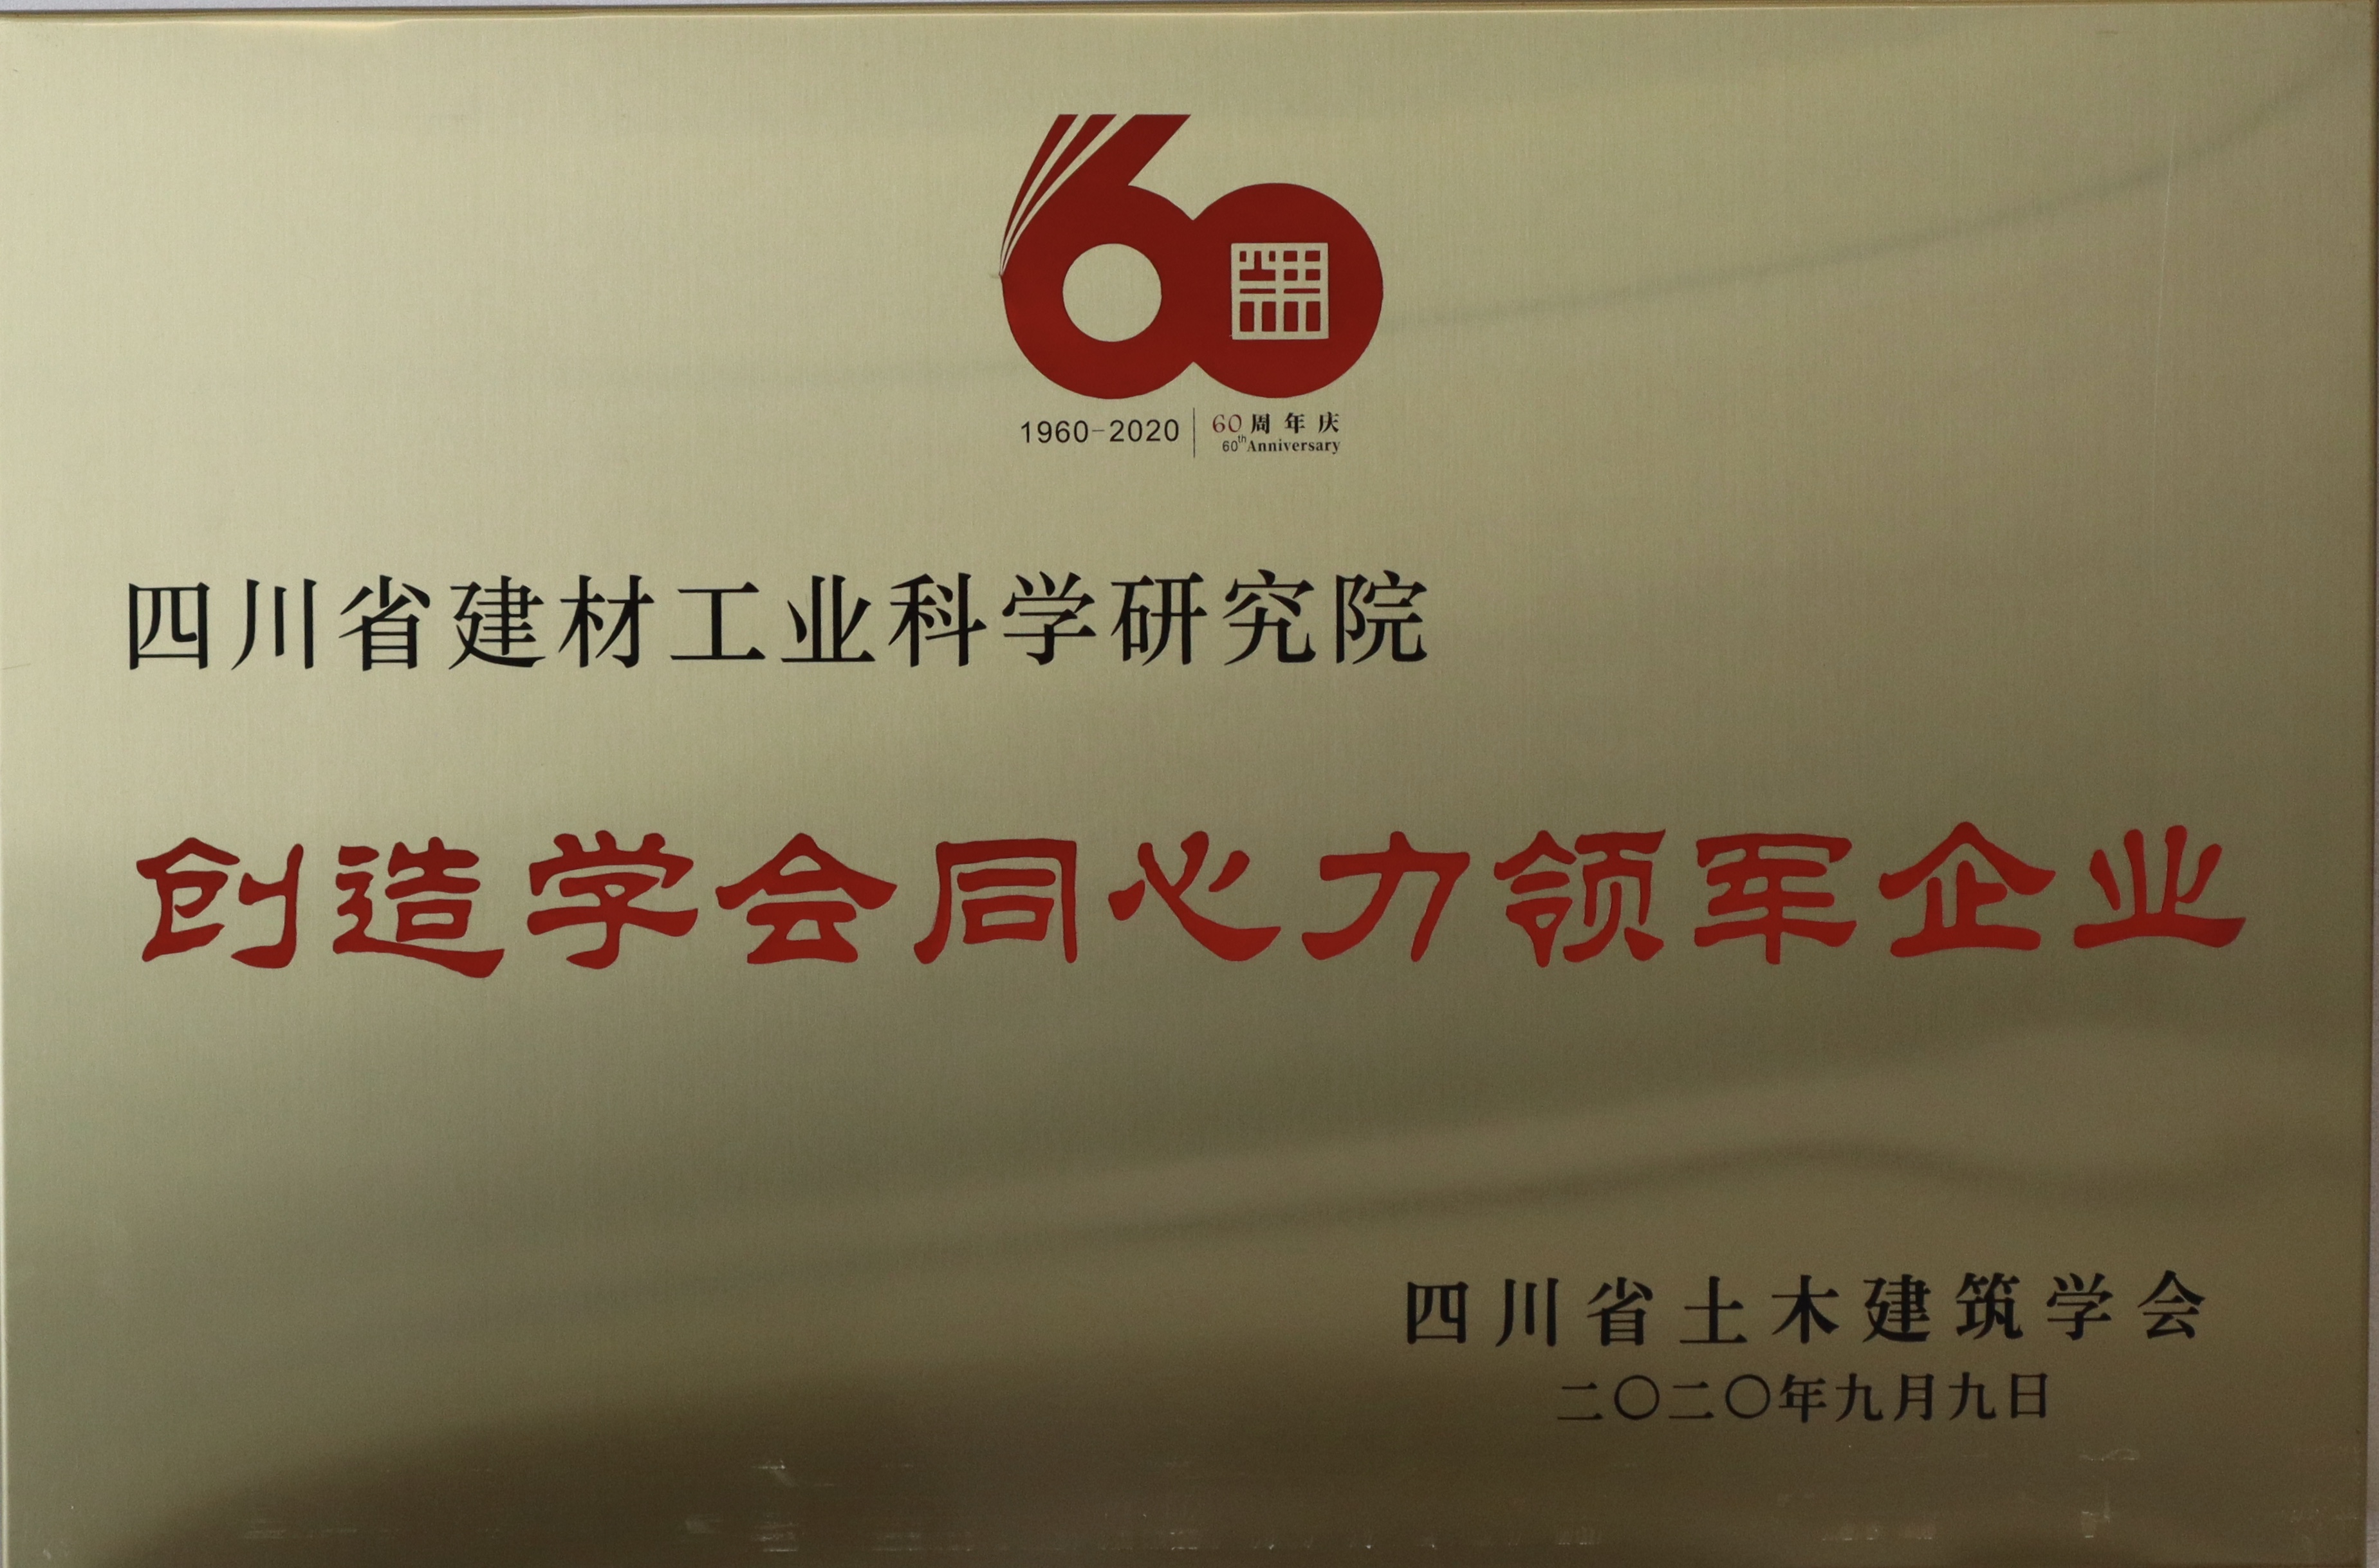 60
1960-2020
60周年庆
60th Anniversary
四川省建材工业科学研究院
创造学会同心力领军企业
四川省土木建筑学会
二〇二〇年九月九日